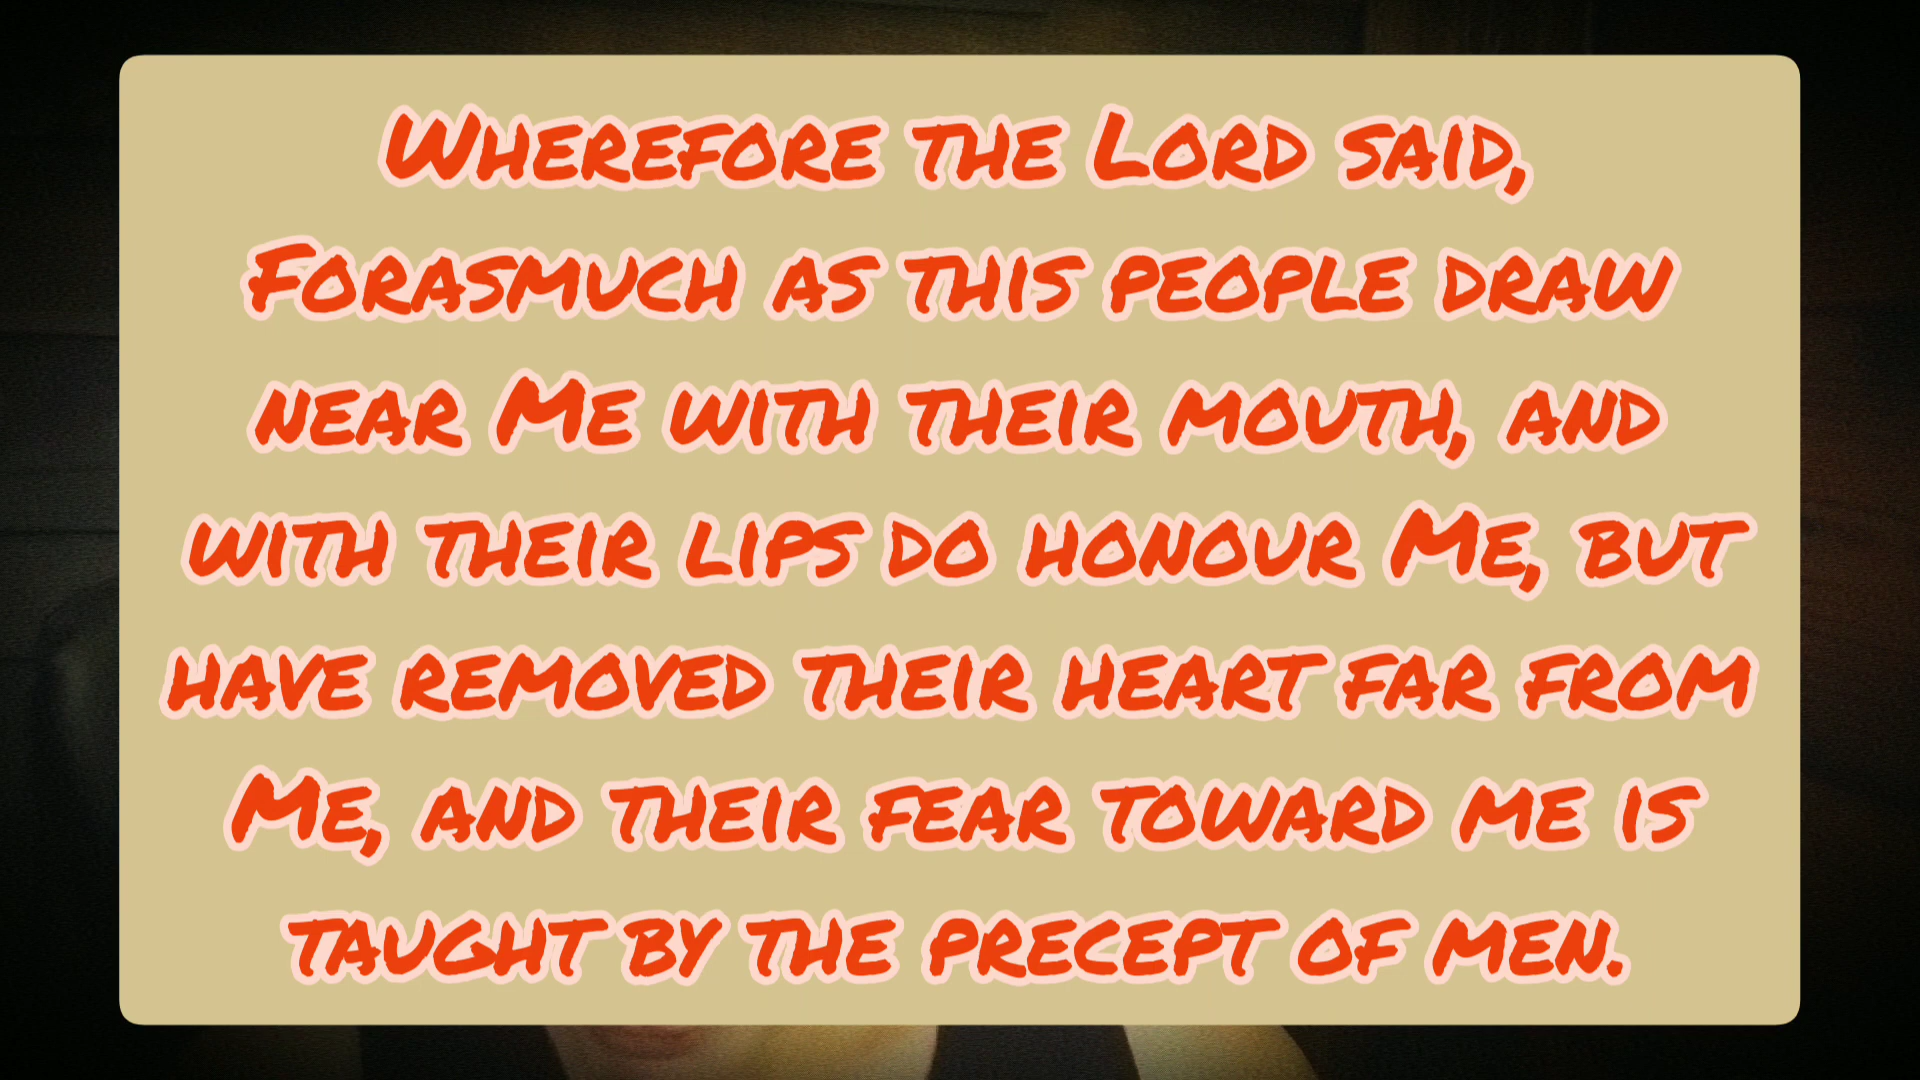 Wherefore the Lord said,
Forasmuch as this people draw
near Me with their mouth, and
with their lips do honour Me, but
have removed their heart far from
Me, and their fear toward me is
taught by the precept of men.